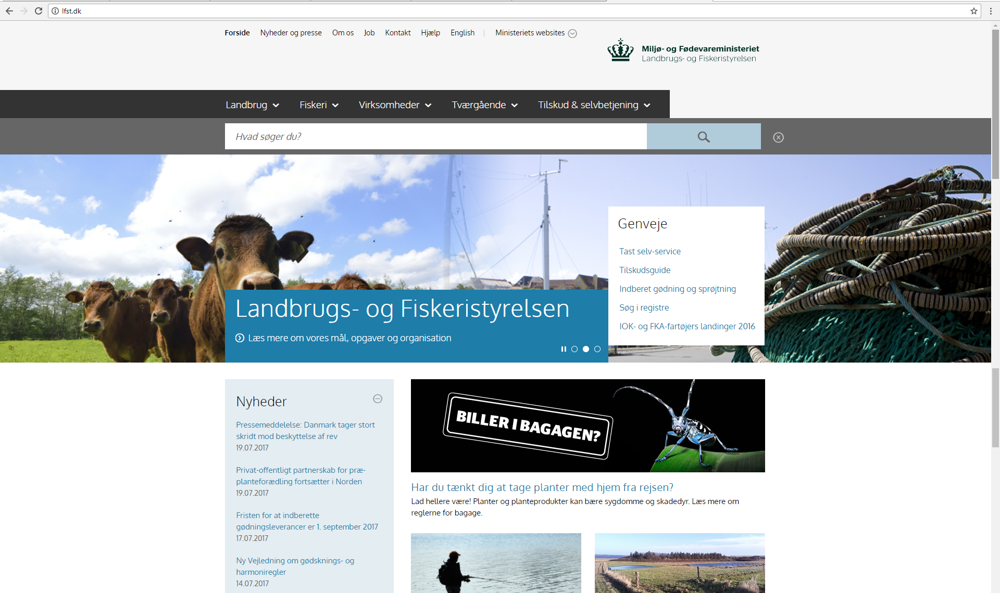 lfst.dk
Forside Nyheder og presse Om os Job Kontakt Hjælp English Ministeriets websites
Miljø- og Fødevareministeriet
Landbrugs- og Fiskeristyrelsen
Landbrug Fiskeri Virksomheder Tværgående Tilskud & selvbetjening
Hvad søger du?
Genveje
Tast selv-service
Tilskudsguide
Indberet gødning og sprøjtning
Søg i registre
IOK- og FKA-fartøjers landinger 2016
Landbrugs- og Fiskeristyrelsen
Læs mere om vores mål, opgaver og organisation
Nyheder
Pressemeddelelse: Danmark tager stort
skridt mod beskyttelse af rev
19.07.2017
Privat-offentligt partnerskab for præ-
planteforædling fortsætter i Norden
19.07.2017
Fristen for at indberette
gødningsleverancer er 1. september 2017
17.07.2017
Ny Vejledning om gødsknings- og
harmoniregler
14.07.2017
BILLER I BAGAGEN?
Har du tænkt dig at tage planter med hjem fra rejsen?
Lad hellere være! Planter og planteprodukter kan bære sygdomme og skadedyr. Læs mere om
reglerne for bagage.